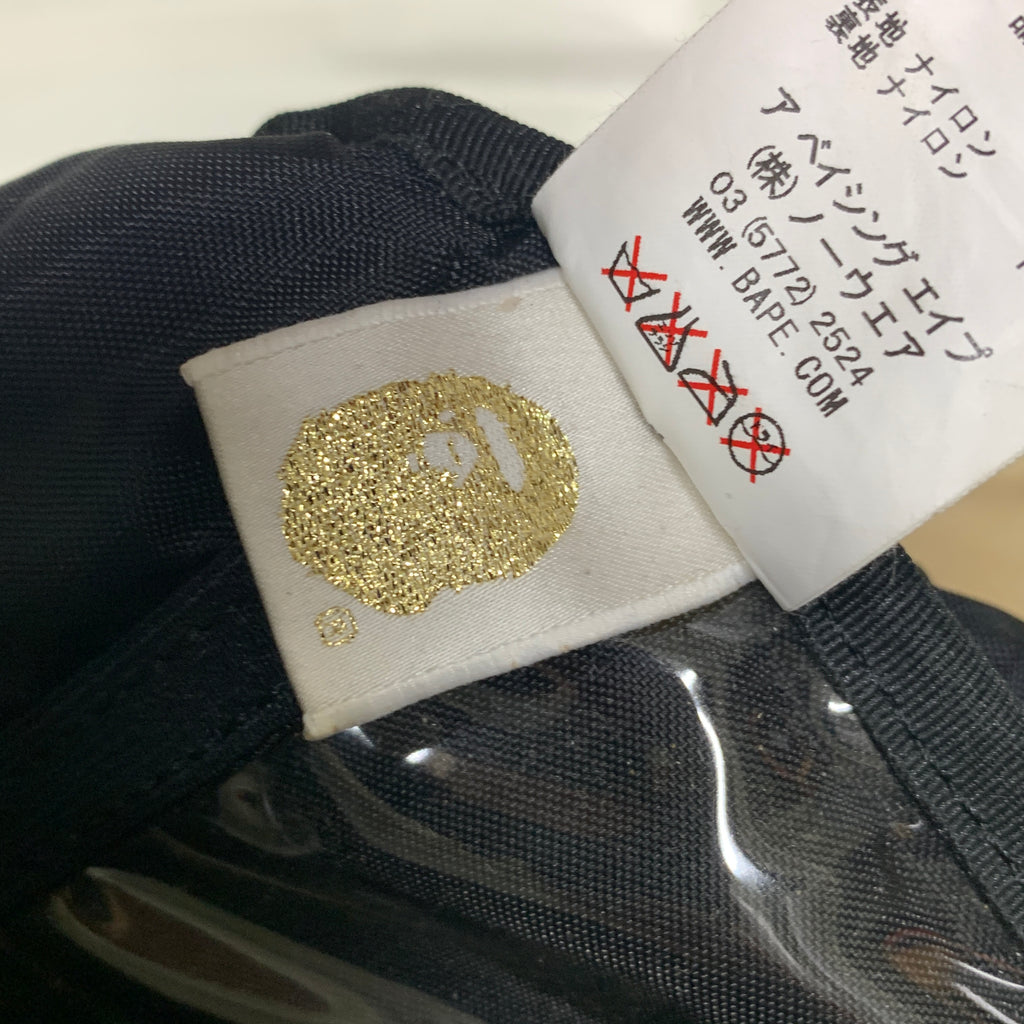 表地 ナイロン
裏地 ナイロン
ア ベイシング エイプ
(株)ノーウェア
03 (5772) 2524
WWW.BAPE.COM